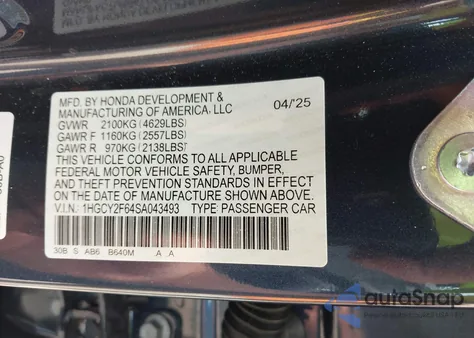 MFD. BY HONDA DEVELOPMENT &
MANUFACTURING OF AMERICA, LLC 04/'25
GVWR 2100KG (4629LBS)
GAWR F 1160KG (2557LBS)
GAWR R 970KG (2138LBS)
THIS VEHICLE CONFORMS TO ALL APPLICABLE
FEDERAL MOTOR VEHICLE SAFETY, BUMPER,
AND THEFT PREVENTION STANDARDS IN EFFECT
ON THE DATE OF MANUFACTURE SHOWN ABOVE.
V.I.N.: 1HGCY2F64SA043493 TYPE: PASSENGER CAR
30B S AB6 B640M A A
autoSnap